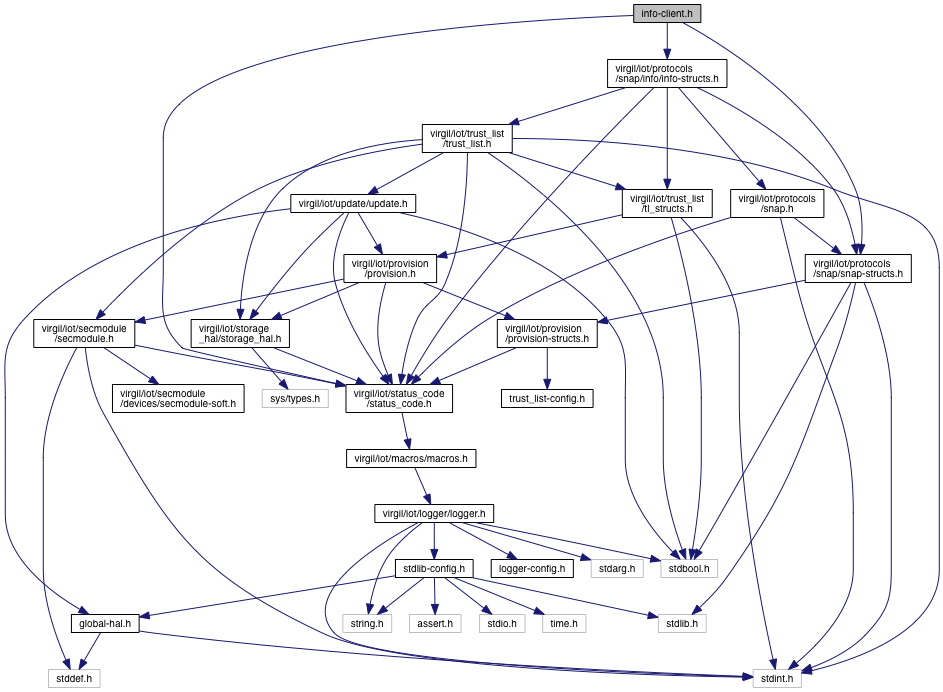 info-client.h
virgil/iot/protocols
/snap/info/info-structs.h
virgil/iot/trust_list
/trust_list.h
virgil/iot/update/update.h
virgil/iot/trust_list
/tl_structs.h
virgil/iot/protocols
/snap.h
virgil/iot/provision
/provision.h
virgil/iot/protocols
/snap/snap-structs.h
virgil/iot/secmodule
/secmodule.h
virgil/iot/storage
_hal/storage_hal.h
virgil/iot/provision
/provision-structs.h
virgil/iot/secmodule
/devices/secmodule-soft.h
sys/types.h
virgil/iot/status_code
/status_code.h
trust_list-config.h
virgil/iot/macros/macros.h
virgil/iot/logger/logger.h
stdlib-config.h
logger-config.h
stdarg.h
stdbool.h
global-hal.h
string.h
assert.h
stdio.h
time.h
stdlib.h
stddef.h
stdint.h